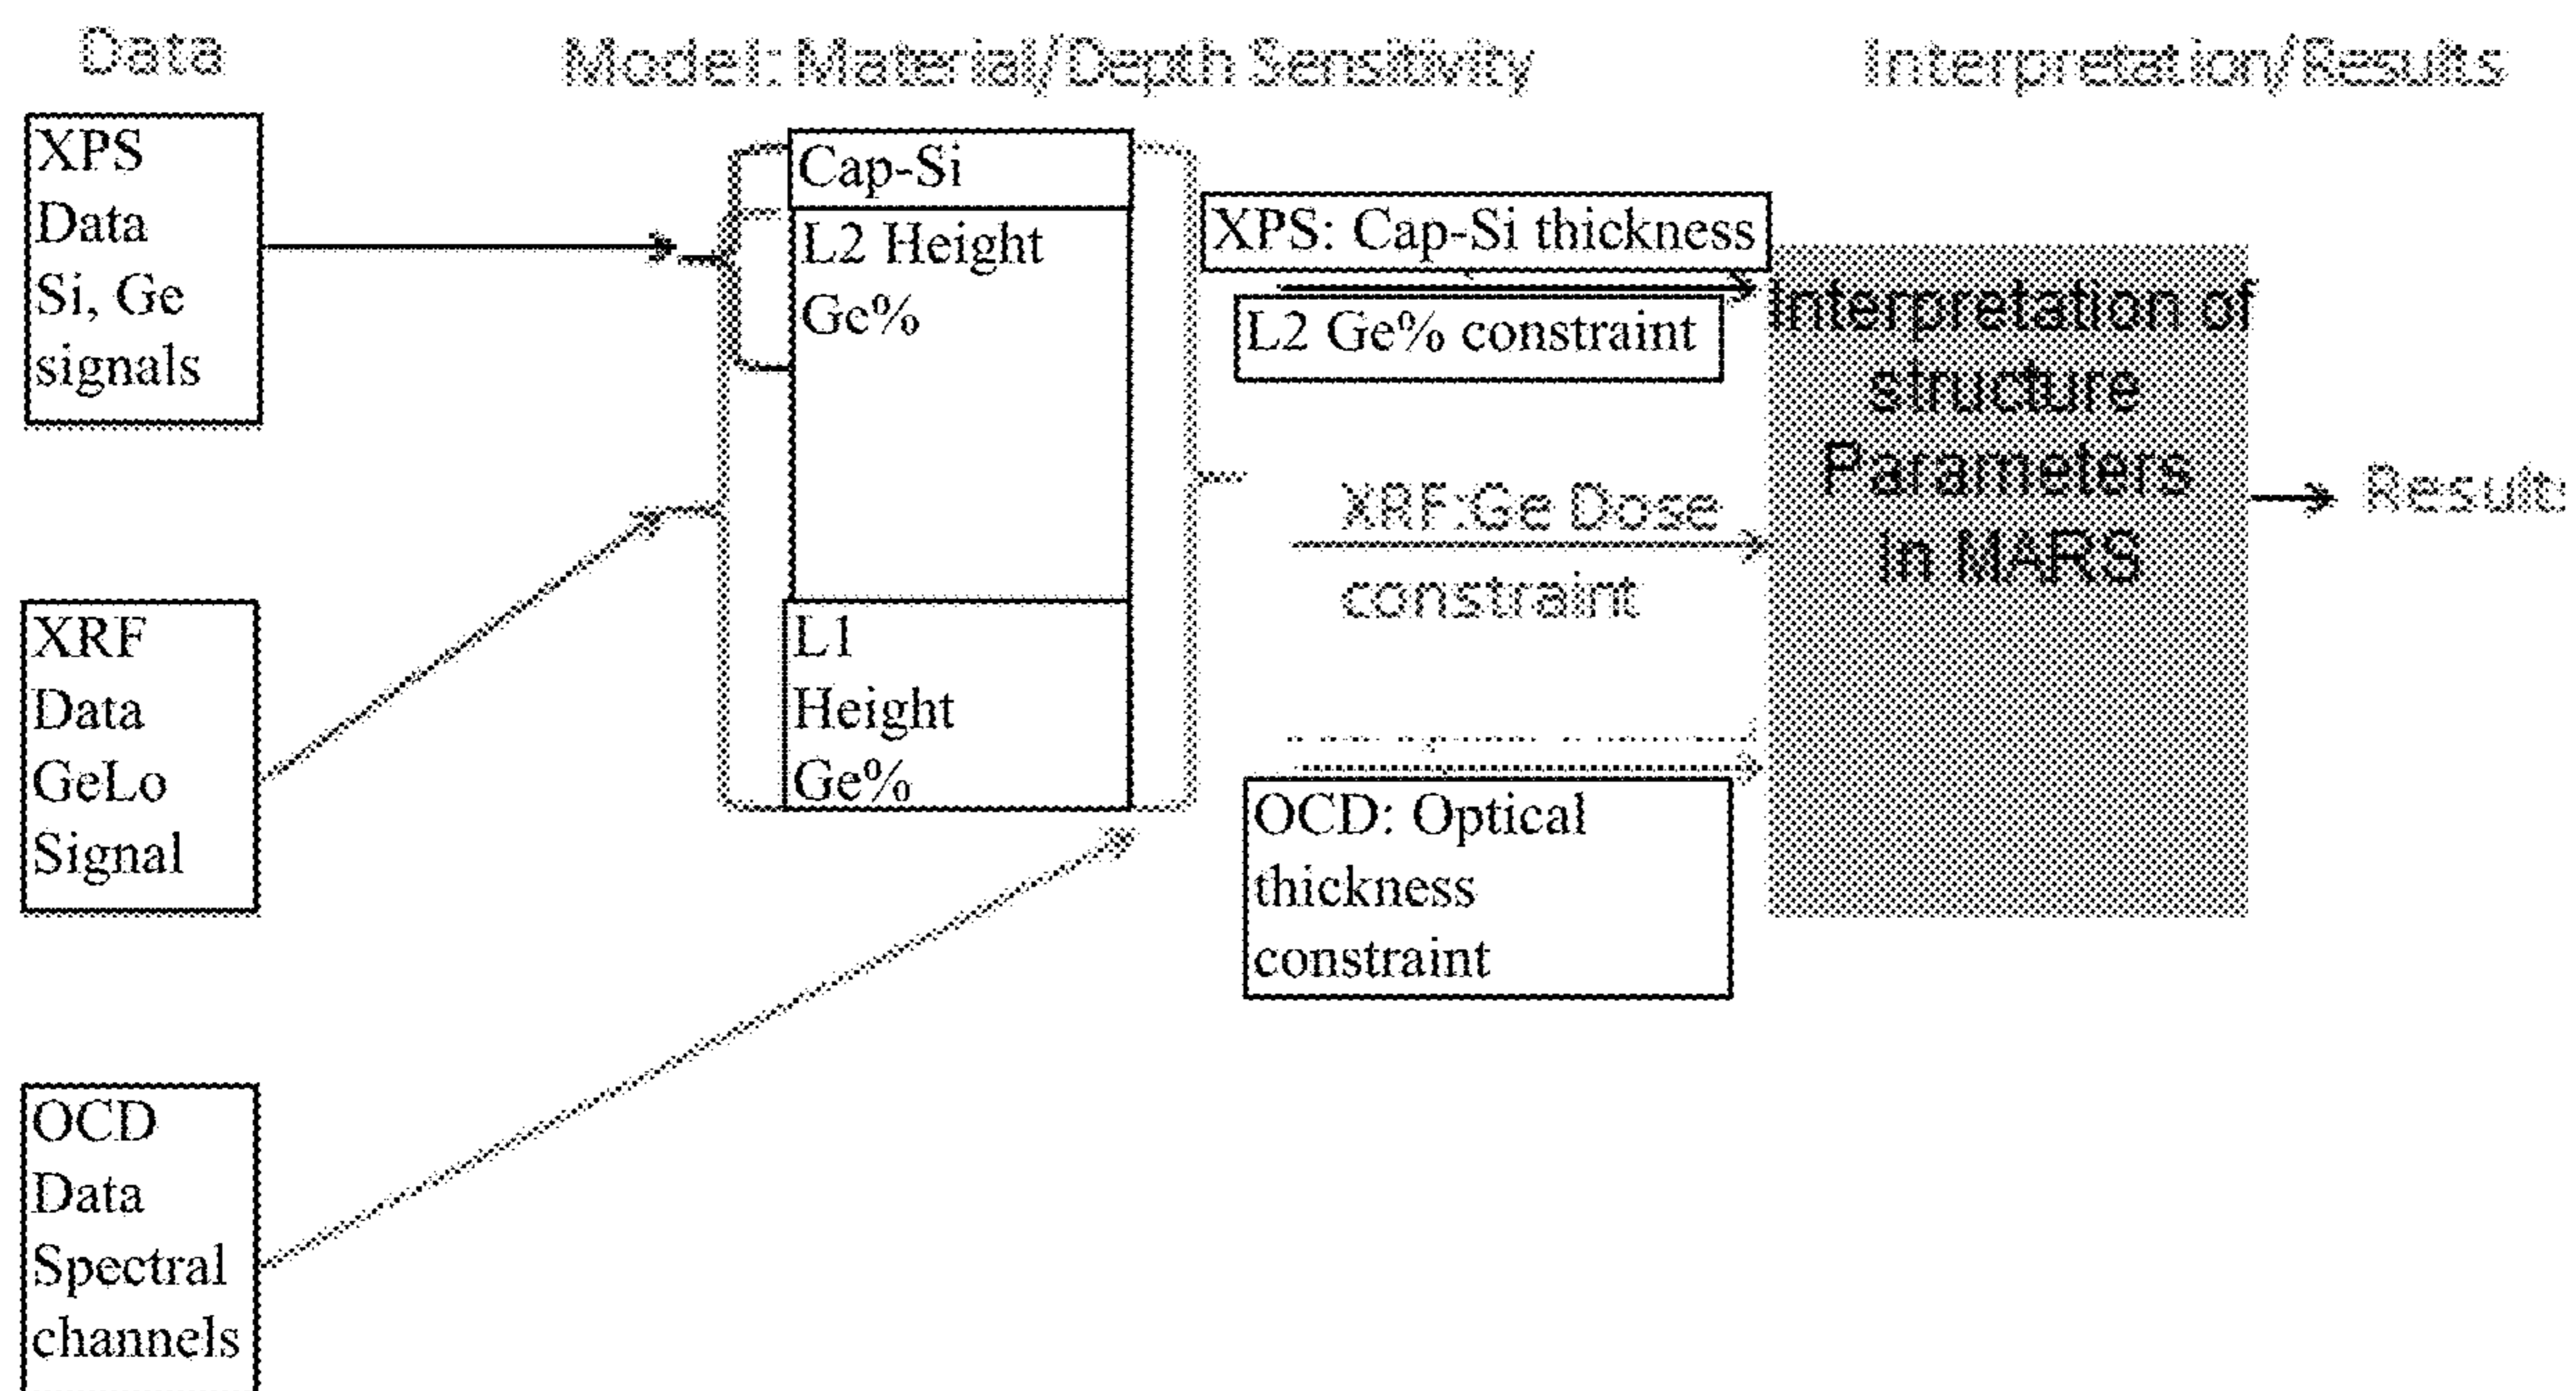 Data
Model: Material/Depth Sensitivity
Interpretation/Results
XPS
Data
Si, Ge
signals
XRF
Data
GeLo
Signal
OCD
Data
Spectral
channels
Cap-Si
L2 Height
Ge%
L1
Height
Ge%
XPS: Cap-Si thickness
L2 Ge% constraint
XRF:Ge Dose
constraint
OCD: Optical
thickness
constraint
Interpretation of
structure
Parameters
In MARS
Result